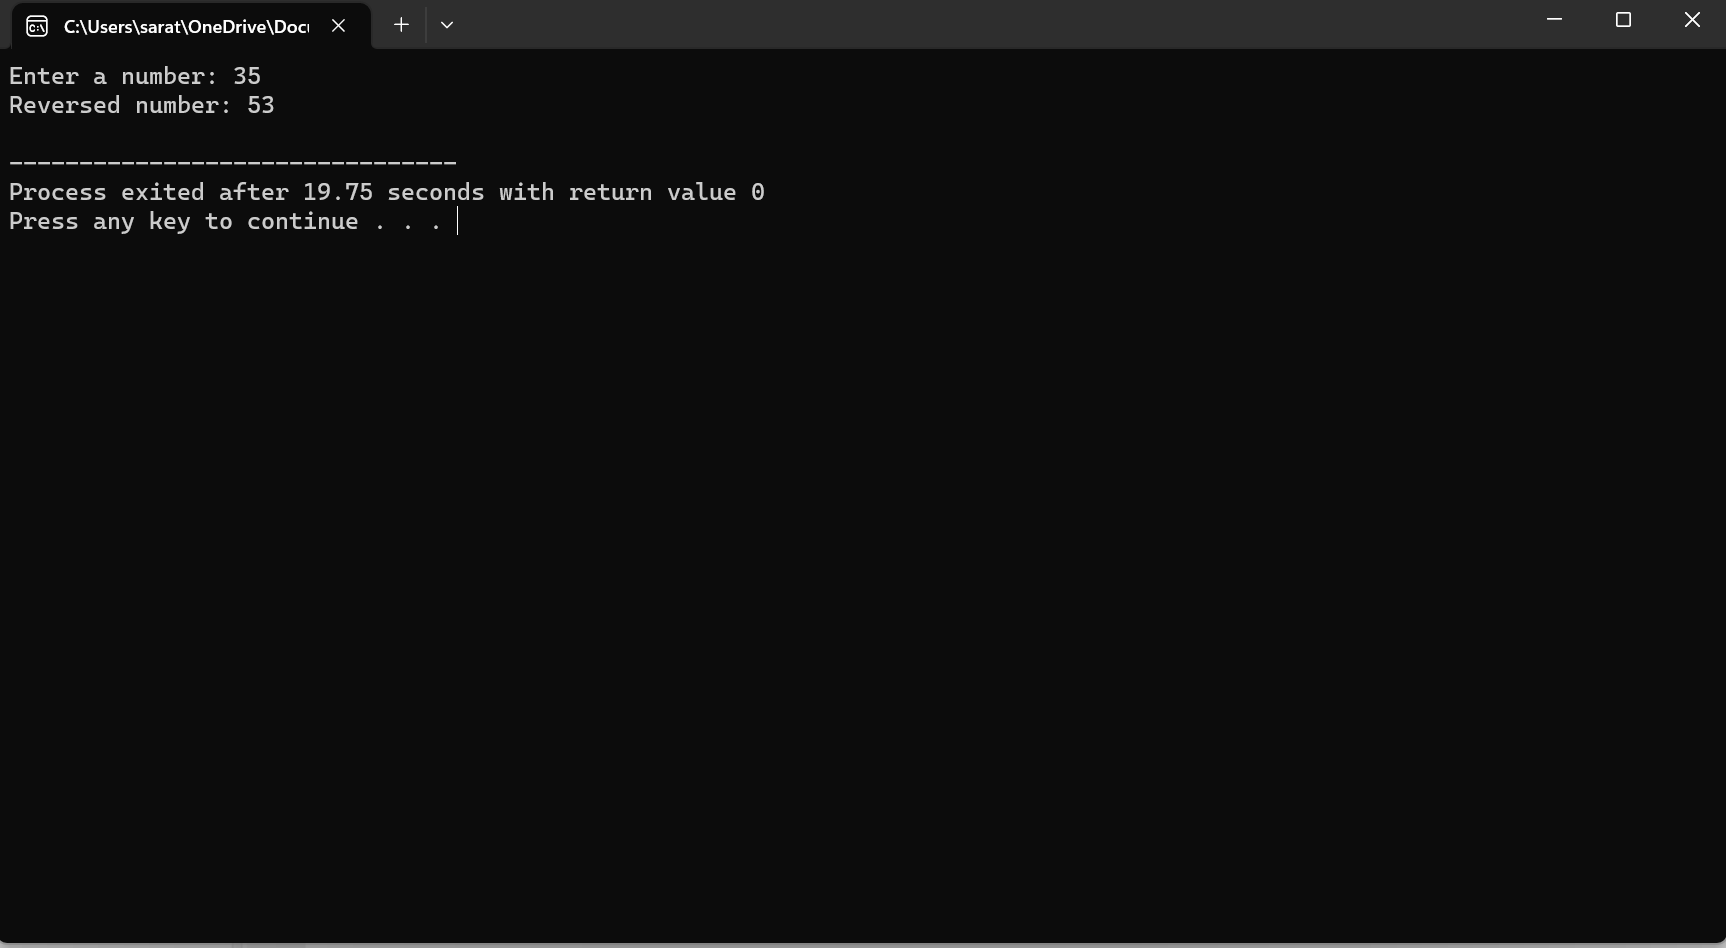 C:\Users\sarat\OneDrive\Doc
Enter a number: 35
Reversed number: 53
--------------------------------
Process exited after 19.75 seconds with return value 0
Press any key to continue . . .